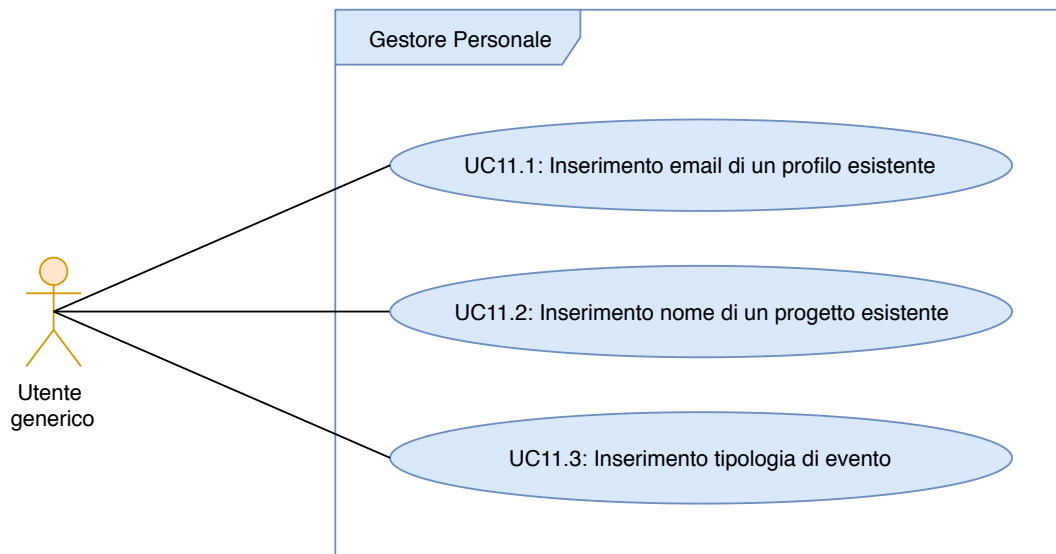 Gestore Personale
UC11.1: Inserimento email di un profilo esistente
UC11.2: Inserimento nome di un progetto esistente
UC11.3: Inserimento tipologia di evento
Utente
generico